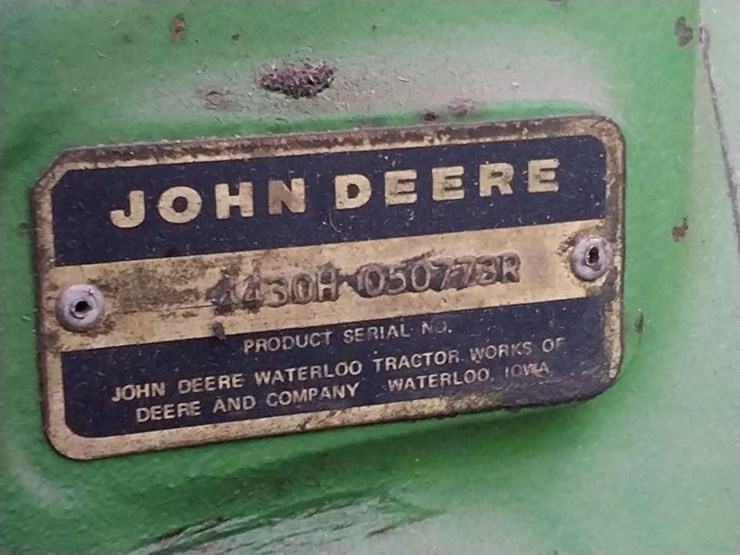 JOHN DEERE
4430H 050773R
PRODUCT SERIAL NO.
JOHN DEERE WATERLOO TRACTOR WORKS OF
DEERE AND COMPANY WATERLOO, IOWA